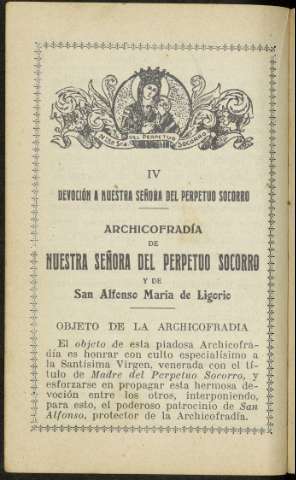 Ntra Sra DEL PERPETUO SOCORRO
IV
DEVOCIÓN A NUESTRA SEÑORA DEL PERPETUO SOCORRO
ARCHICOFRADÍA
DE
NUESTRA SEÑORA DEL PERPETUO SOCORRO
Y DE
San Alfonso Maria de Ligorio
OBJETO DE LA ARCHICOFRADIA
El objeto de esta piadosa Archicofra-
día es honrar con culto especialísimo a
la Santísima Virgen, venerada con el tí-
tulo de Madre del Perpetuo Socorro, y
esforzarse en propagar esta hermosa de-
voción entre los otros, interponiendo,
para esto, el poderoso patrocinio de San
Alfonso, protector de la Archicofradía.